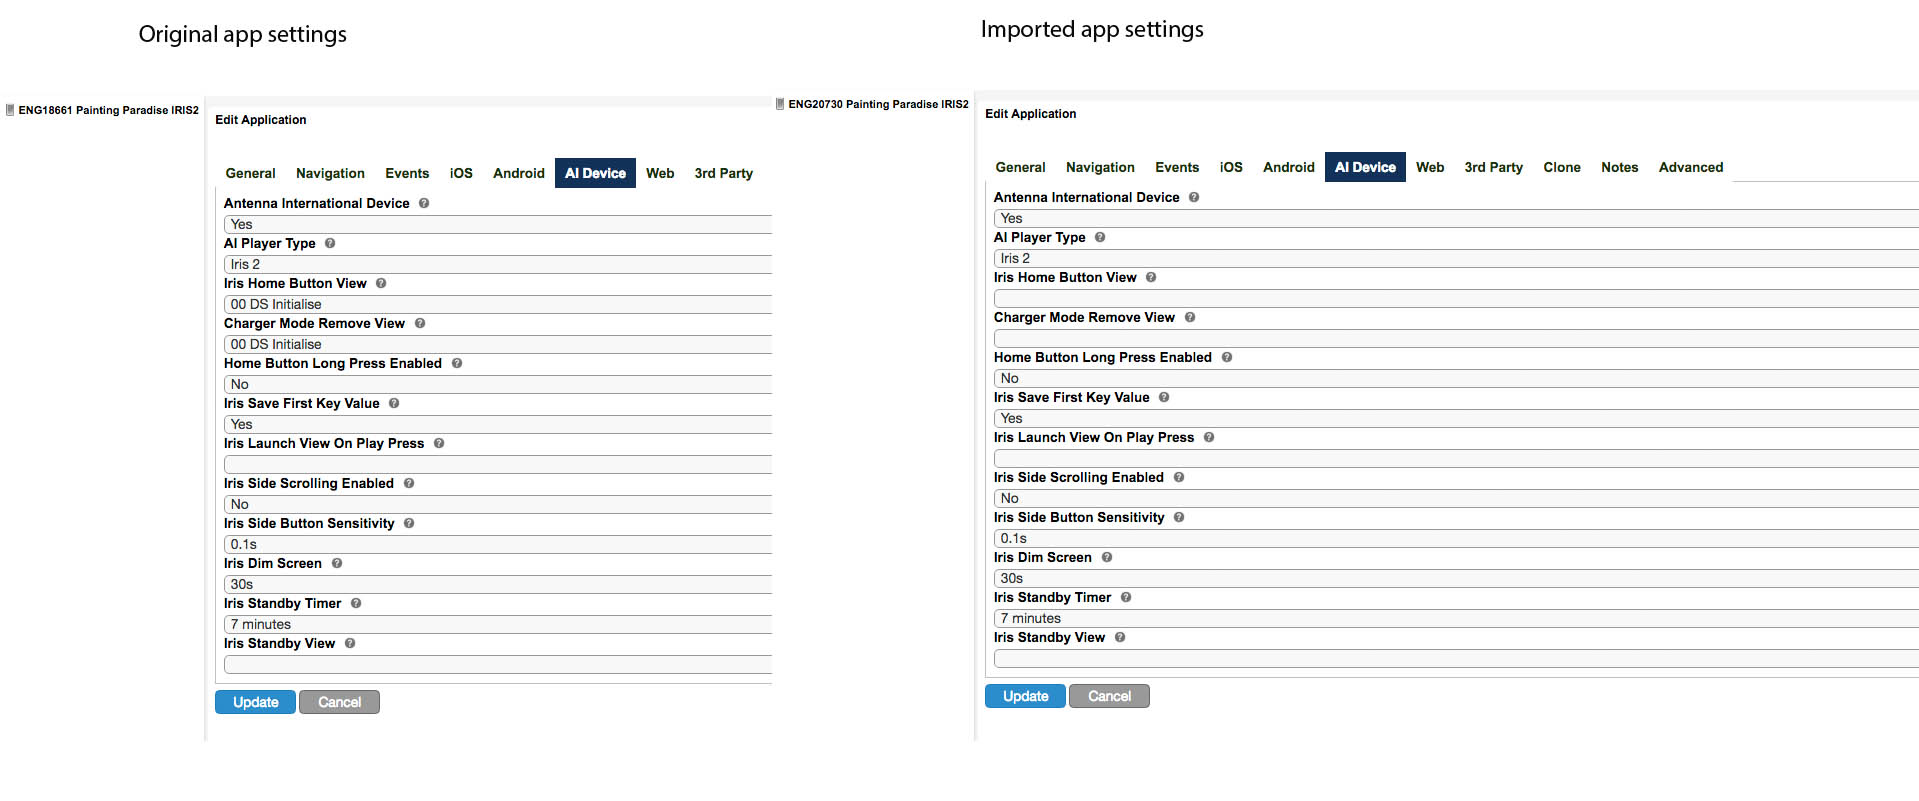 Original app settings
ENG18661 Painting Paradise IRIS2
Edit Application
General Navigation Events iOS Android AI Device Web 3rd Party
Antenna International Device ?
Yes
AI Player Type ?
Iris 2
Iris Home Button View ?
00 DS Initialise
Charger Mode Remove View ?
00 DS Initialise
Home Button Long Press Enabled ?
No
Iris Save First Key Value ?
Yes
Iris Launch View On Play Press ?
Iris Side Scrolling Enabled ?
No
Iris Side Button Sensitivity ?
0.1s
Iris Dim Screen ?
30s
Iris Standby Timer ?
7 minutes
Iris Standby View ?
Update Cancel
Imported app settings
ENG20730 Painting Paradise IRIS2
Edit Application
General Navigation Events iOS Android AI Device Web 3rd Party Clone Notes Advanced
Antenna International Device ?
Yes
AI Player Type ?
Iris 2
Iris Home Button View ?
Charger Mode Remove View ?
Home Button Long Press Enabled ?
No
Iris Save First Key Value ?
Yes
Iris Launch View On Play Press ?
Iris Side Scrolling Enabled ?
No
Iris Side Button Sensitivity ?
0.1s
Iris Dim Screen ?
30s
Iris Standby Timer ?
7 minutes
Iris Standby View ?
Update Cancel